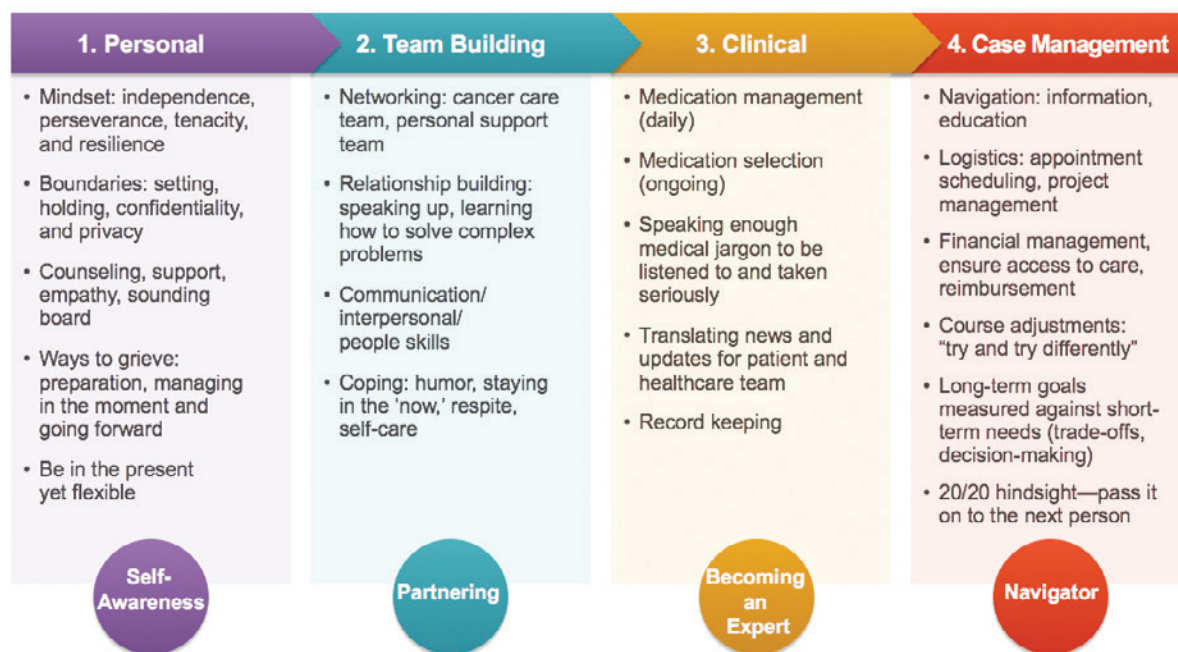 1. Personal
• Mindset: independence,
perseverance, tenacity,
and resilience
• Boundaries: setting,
holding, confidentiality,
and privacy
• Counseling, support,
empathy, sounding
board
• Ways to grieve:
preparation, managing
in the moment and
going forward
• Be in the present
yet flexible
Self-
Awareness
2. Team Building
• Networking: cancer care
team, personal support
team
• Relationship building:
speaking up, learning
how to solve complex
problems
• Communication/
interpersonal/
people skills
• Coping: humor, staying
in the ‘now,’ respite,
self-care
Partnering
3. Clinical
• Medication management
(daily)
• Medication selection
(ongoing)
• Speaking enough
medical jargon to be
listened to and taken
seriously
• Translating news and
updates for patient and
healthcare team
• Record keeping
Becoming
an
Expert
4. Case Management
• Navigation: information,
education
• Logistics: appointment
scheduling, project
management
• Financial management,
ensure access to care,
reimbursement
• Course adjustments:
“try and try differently”
• Long-term goals
measured against short-
term needs (trade-offs,
decision-making)
• 20/20 hindsight—pass it
on to the next person
Navigator